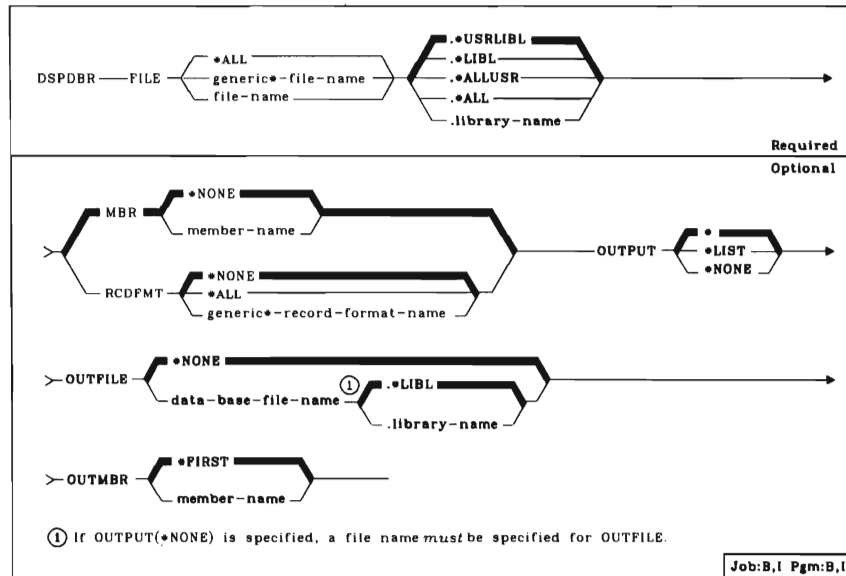 .*USRLIBL
*ALL .*LIBL
DSPDBR FILE generic*-file-name .*ALLUSR
file-name .*ALL
.library-name
Required
Optional
*NONE
MBR
member-name
OUTPUT *
*LIST
*NONE
*NONE
RCDFMT *ALL
generic*-record-format-name
*NONE
OUTFILE
data-base-file-name ① .*LIBL
.library-name
*FIRST
OUTMBR
member-name
① If OUTPUT(*NONE) is specified, a file name must be specified for OUTFILE.
Job:B,I Pgm:B,I